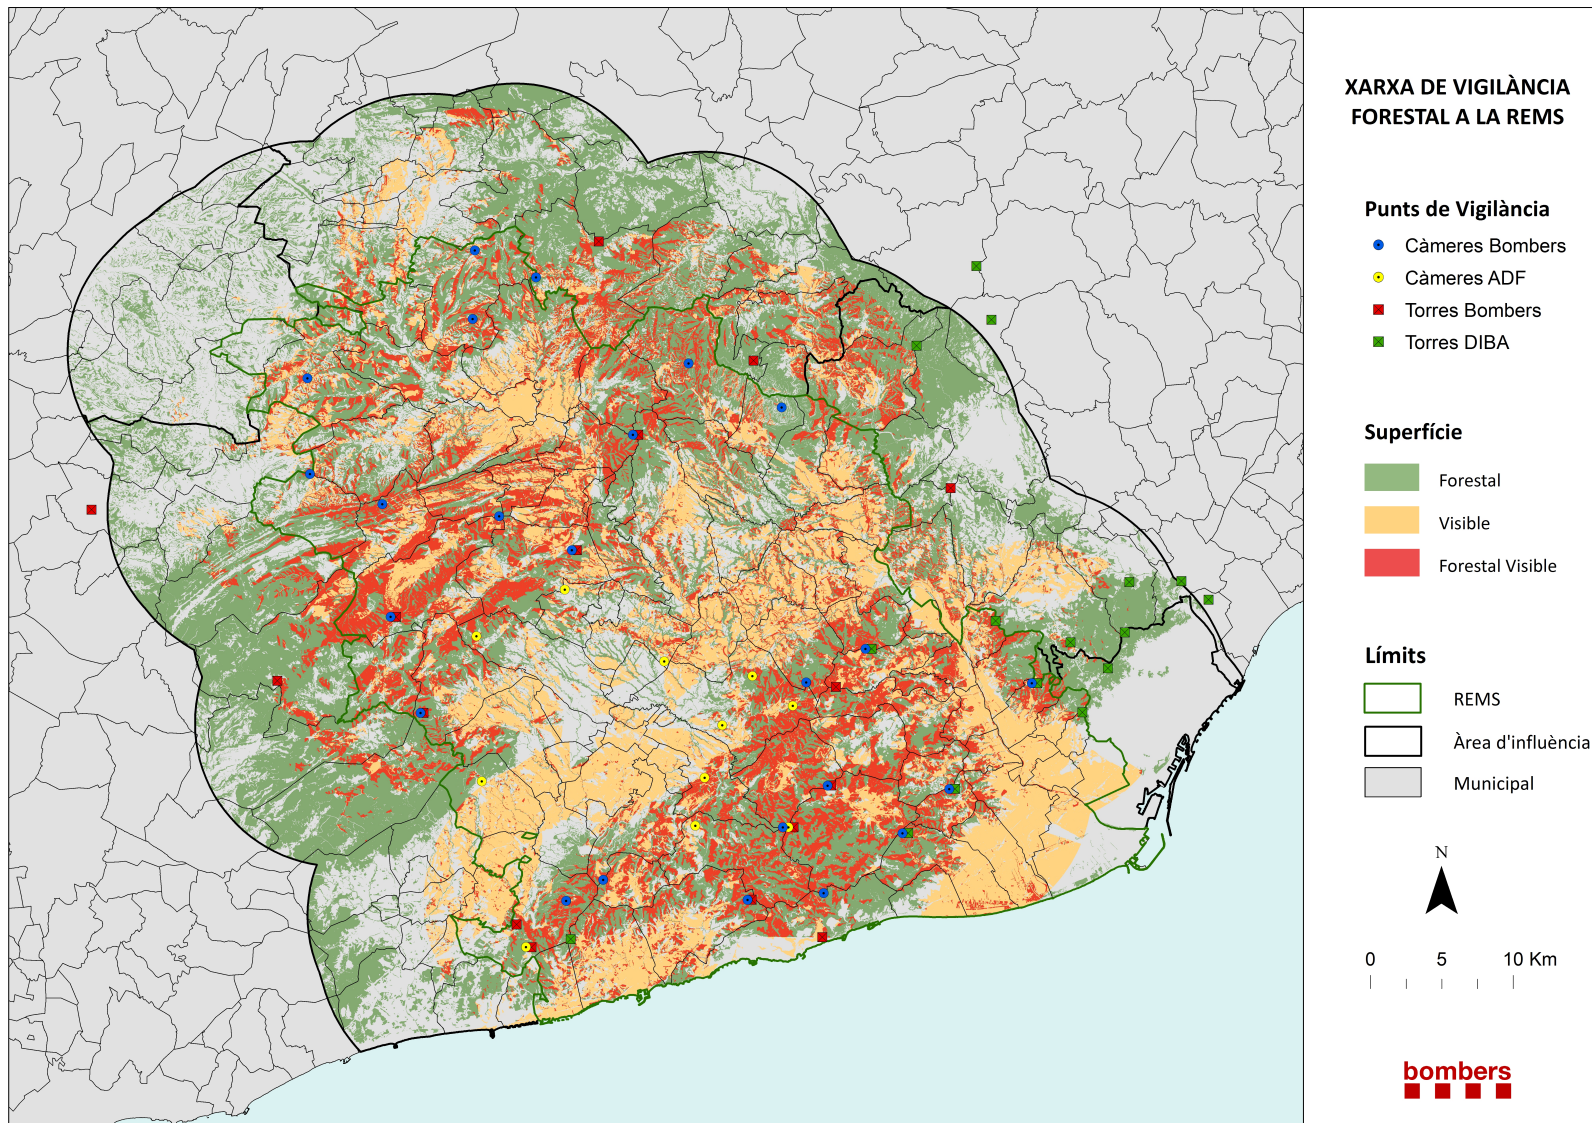 XARXA DE VIGILÀNCIA
FORESTAL A LA REMS
Punts de Vigilància
Càmeres Bombers
Càmeres ADF
Torres Bombers
Torres DIBA
Superfície
Forestal
Visible
Forestal Visible
Límits
REMS
Àrea d'influència
Municipal
N
0 5 10 Km
bombers